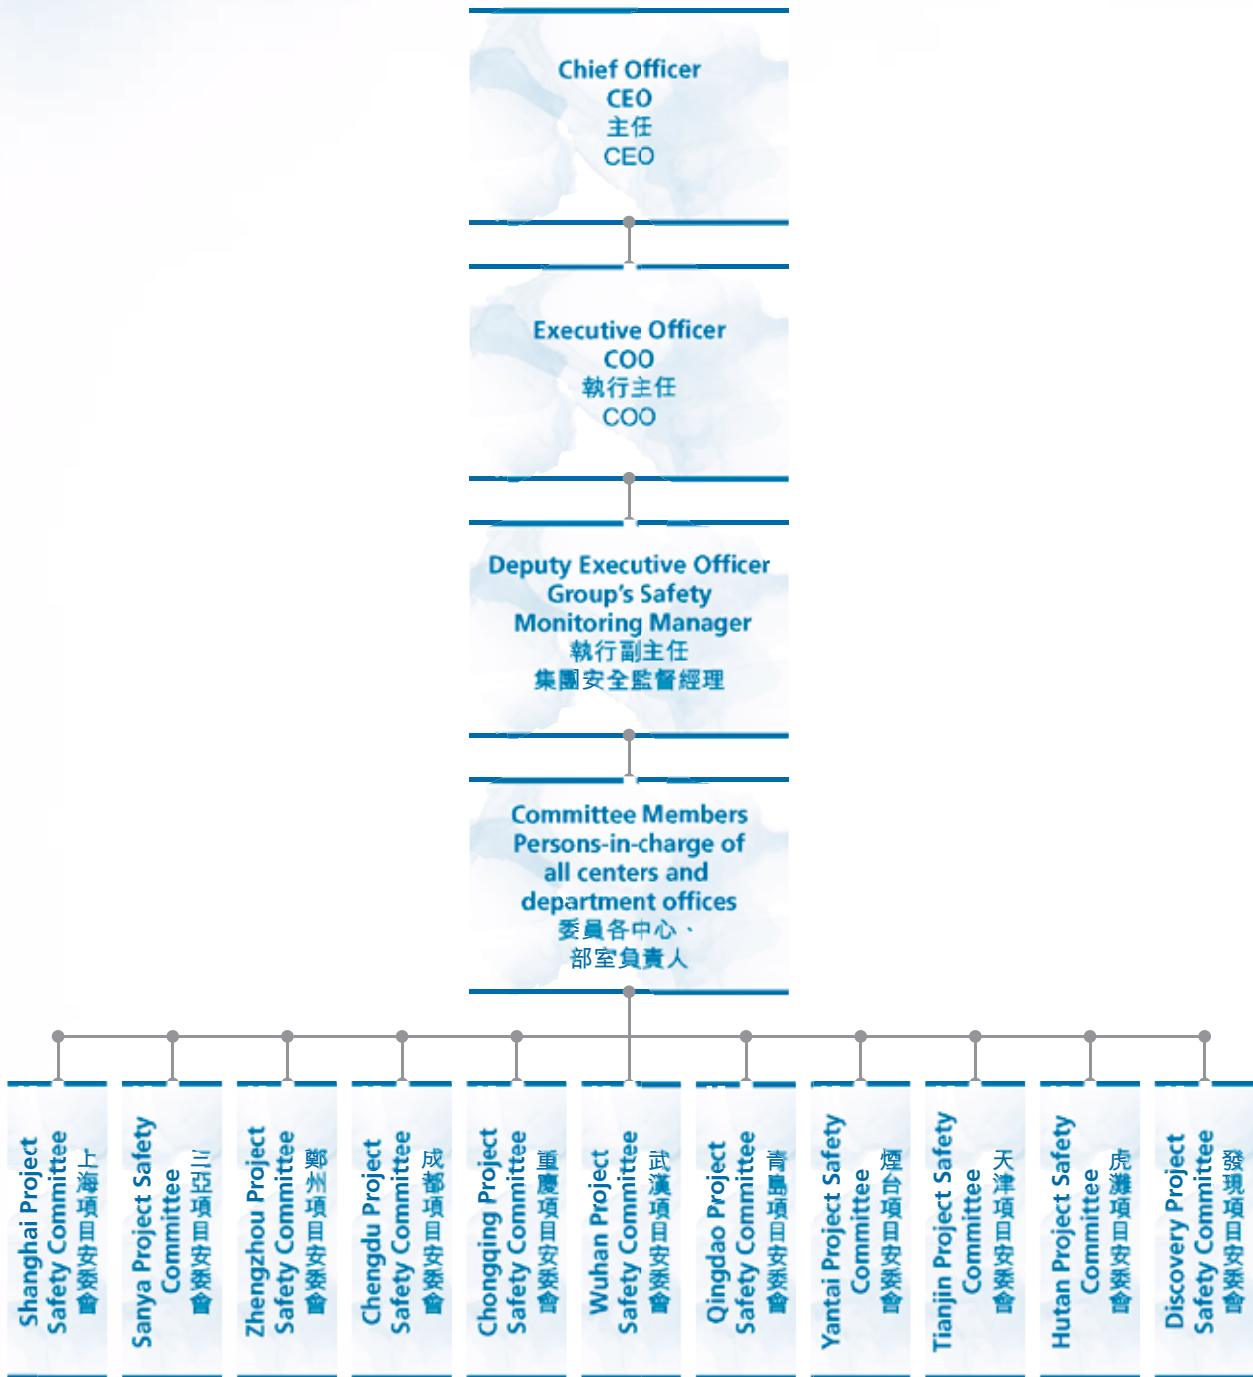 Chief Officer
CEO
主任
CEO
Executive Officer
COO
執行主任
COO
Deputy Executive Officer
Group's Safety
Monitoring Manager
執行副主任
集團安全監督經理
Committee Members
Persons-in-charge of
all centers and
department offices
委員各中心、
部室負責人
Shanghai Project
Safety Committee
上海項目安委會
Sanya Project Safety
Committee
三亞項目安委會
Zhengzhou Project
Safety Committee
鄭州項目安委會
Chengdu Project
Safety Committee
成都項目安委會
Chongqing Project
Safety Committee
重慶項目安委會
Wuhan Project
Safety Committee
武漢項目安委會
Qingdao Project
Safety Committee
青島項目安委會
Yantai Project Safety
Committee
煙台項目安委會
Tianjin Project Safety
Committee
天津項目安委會
Hutan Project Safety
Committee
虎灘項目安委會
Discovery Project
Safety Committee
發現項目安委會